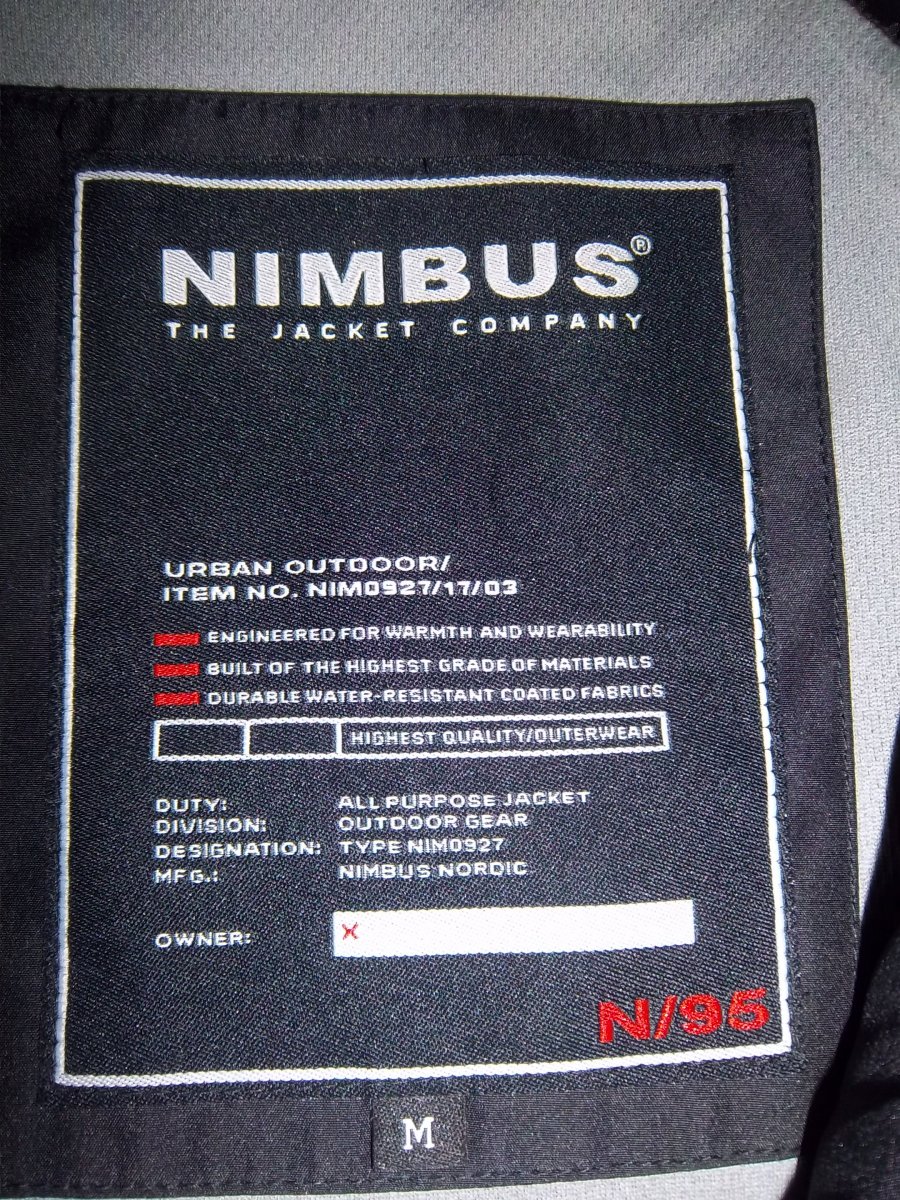 NIMBUS®
THE JACKET COMPANY
URBAN OUTDOOR/
ITEM NO. NIM0927/17/03
ENGINEERED FOR WARMTH AND WEARABILITY
BUILT OF THE HIGHEST GRADE OF MATERIALS
DURABLE WATER-RESISTANT COATED FABRICS
HIGHEST QUALITY/OUTERWEAR
DUTY: ALL PURPOSE JACKET
DIVISION: OUTDOOR GEAR
DESIGNATION: TYPE NIM0927
MFG.: NIMBUS NORDIC
OWNER: X
N/95
M